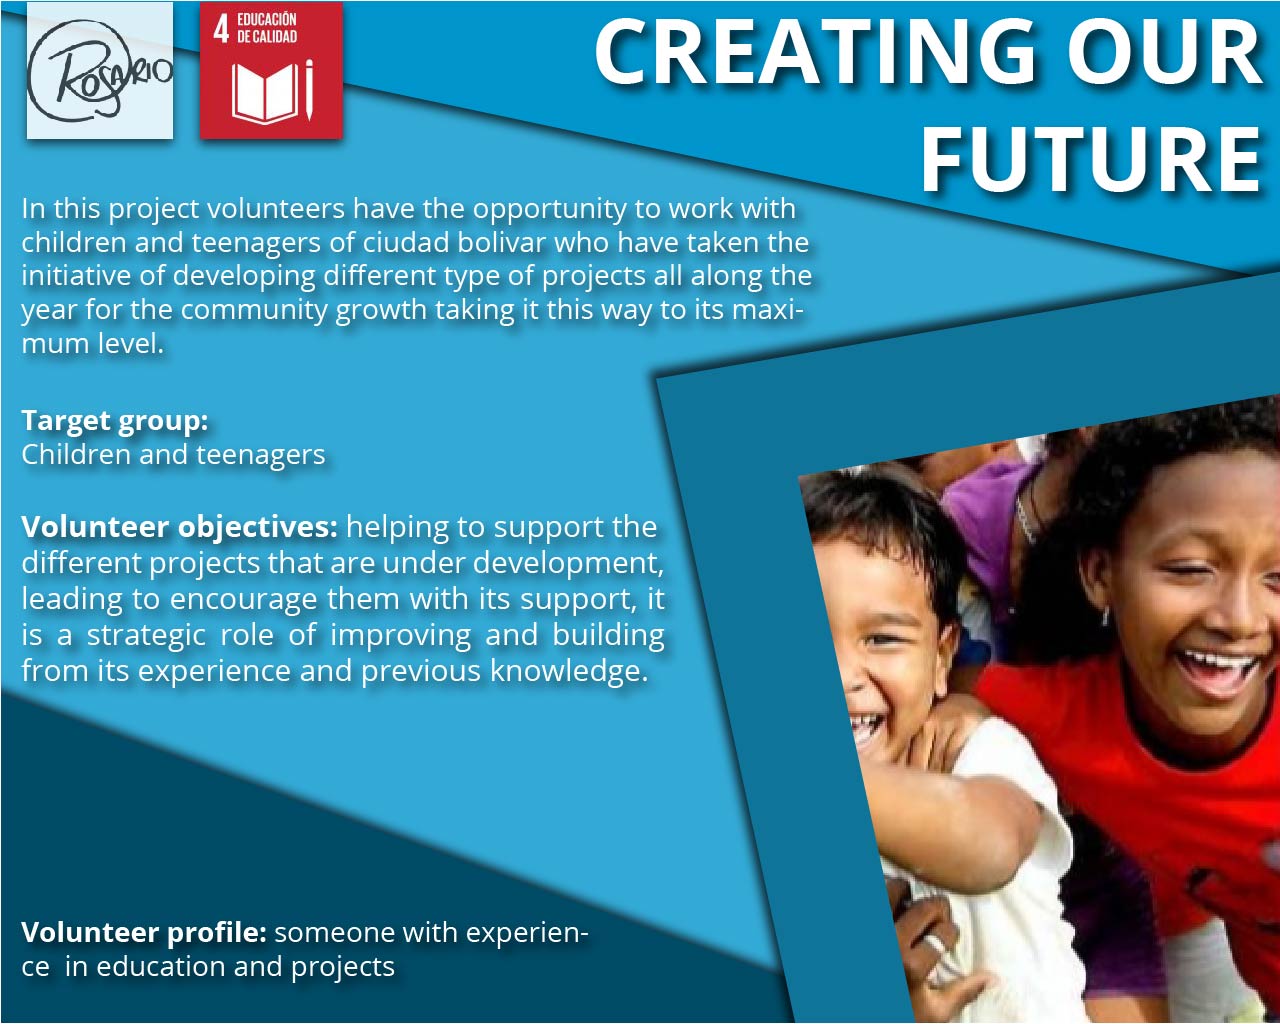 ROSARIO
4 EDUCACIÓN
DE CALIDAD
CREATING OUR
FUTURE
In this project volunteers have the opportunity to work with
children and teenagers of ciudad bolivar who have taken the
initiative of developing different type of projects all along the
year for the community growth taking it this way to its maxi-
mum level.
Target group:
Children and teenagers
Volunteer objectives: helping to support the
different projects that are under development,
leading to encourage them with its support, it
is a strategic role of improving and building
from its experience and previous knowledge.
Volunteer profile: someone with experien-
ce in education and projects